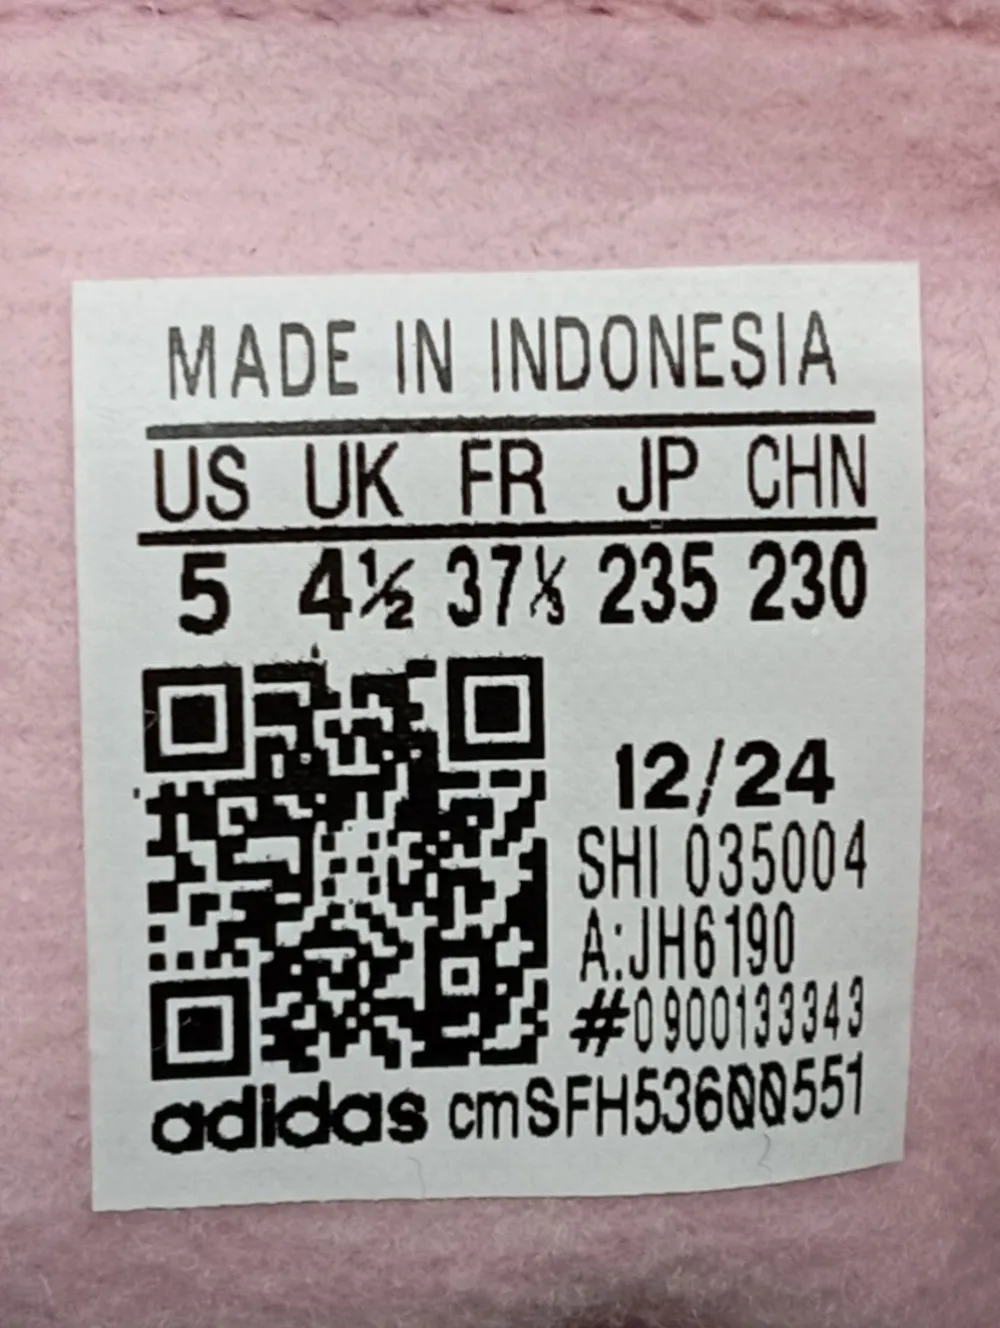 MADE IN INDONESIA
US UK FR JP CHN
5 4½ 37⅓ 235 230
12/24
SHI 035004
A:JH6190
#0900133343
adidas cmSFH53600551